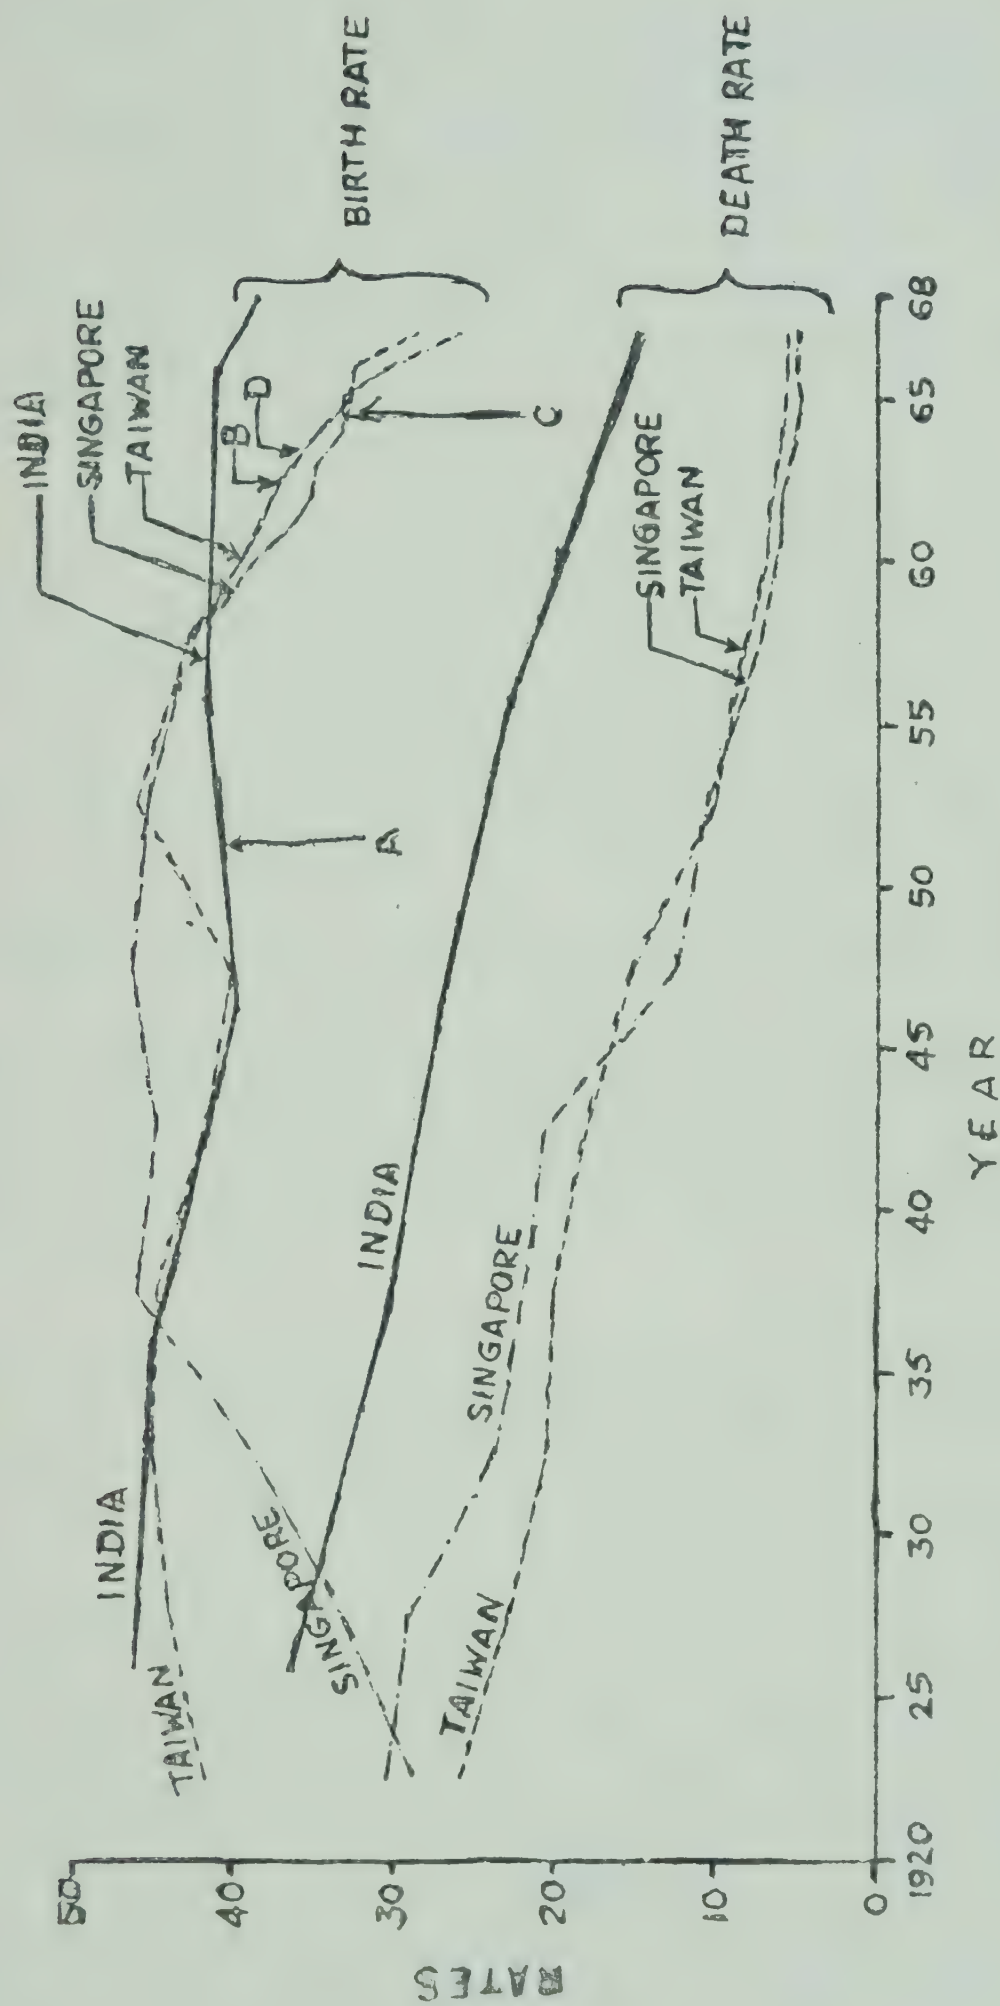 INDIA
SINGAPORE
TAIWAN
B
D
BIRTH RATE
INDIA
TAIWAN
SINGAPORE
A
C
INDIA
SINGAPORE
TAIWAN
SINGAPORE
TAIWAN
DEATH RATE
RATES
50
40
30
20
10
0
1920
25
30
35
40
45
50
55
60
65
68
YEAR